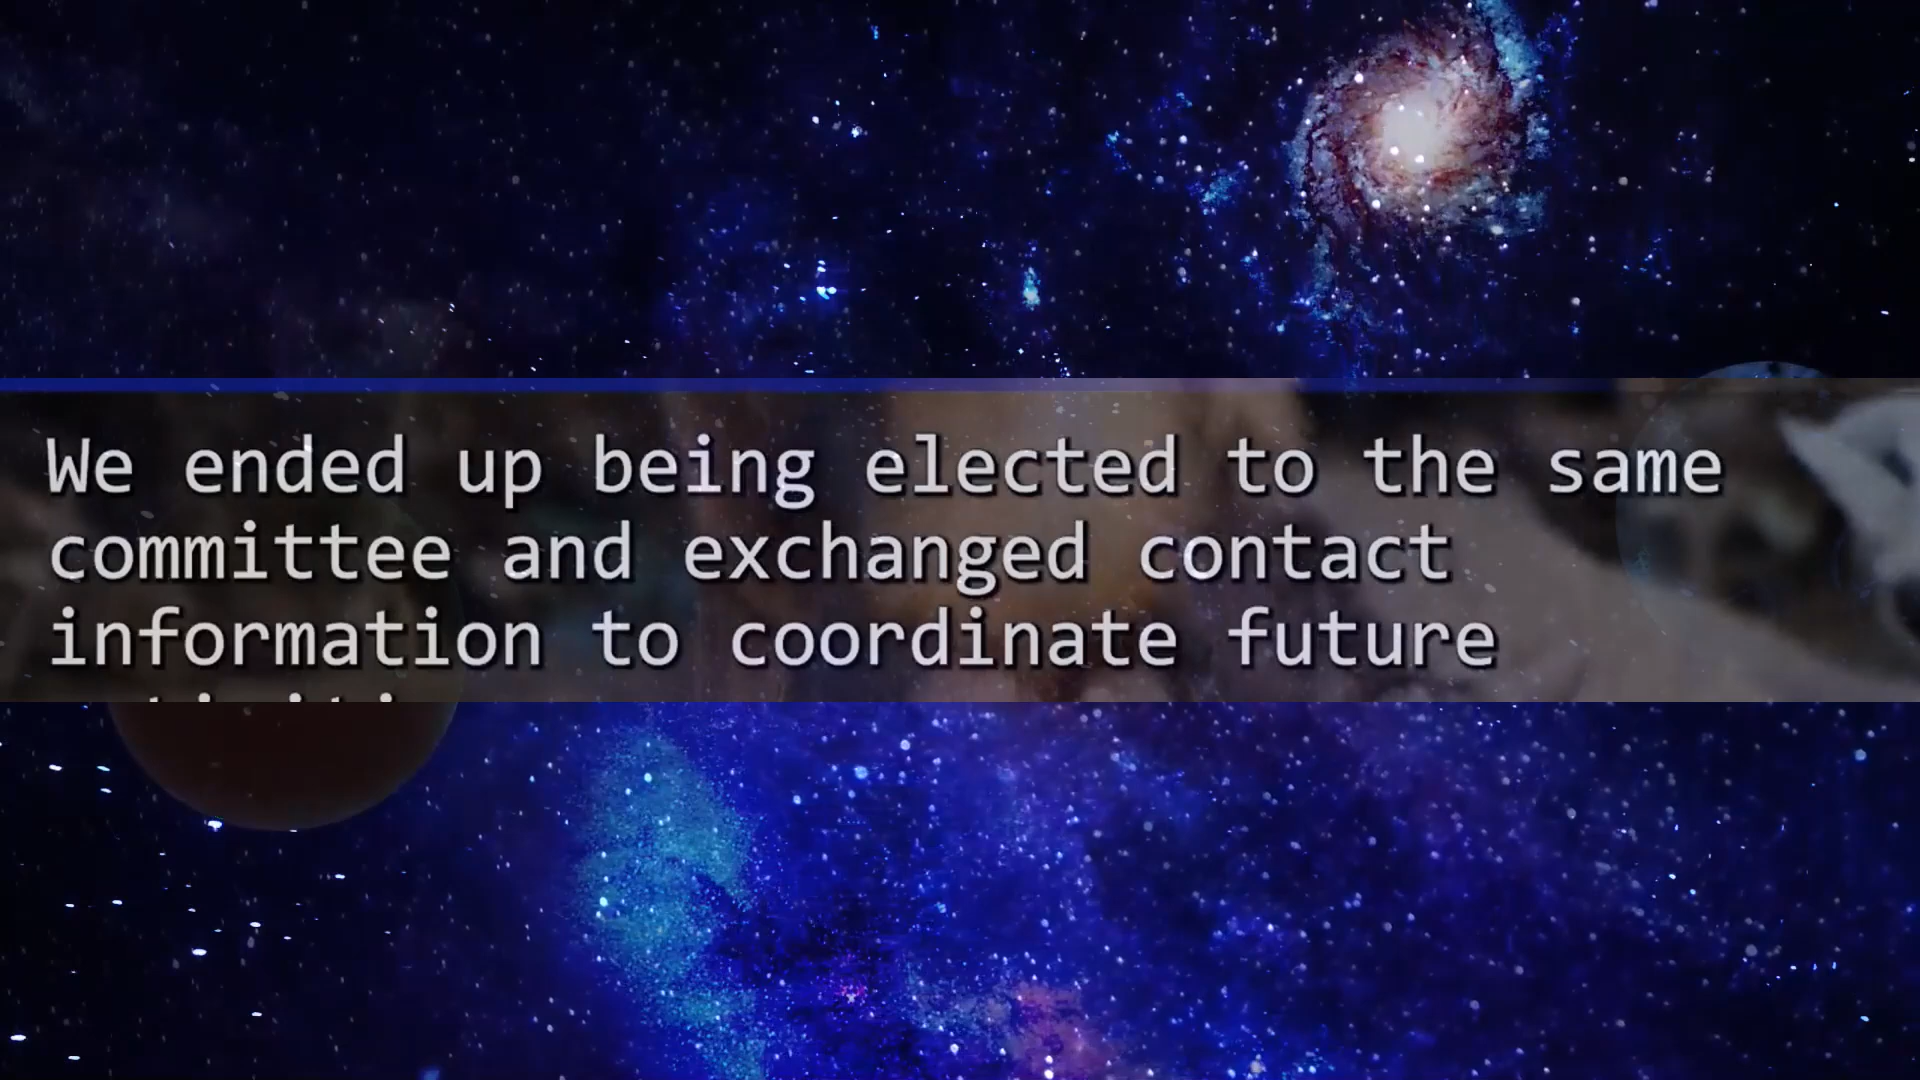 We ended up being elected to the same
committee and exchanged contact
information to coordinate future